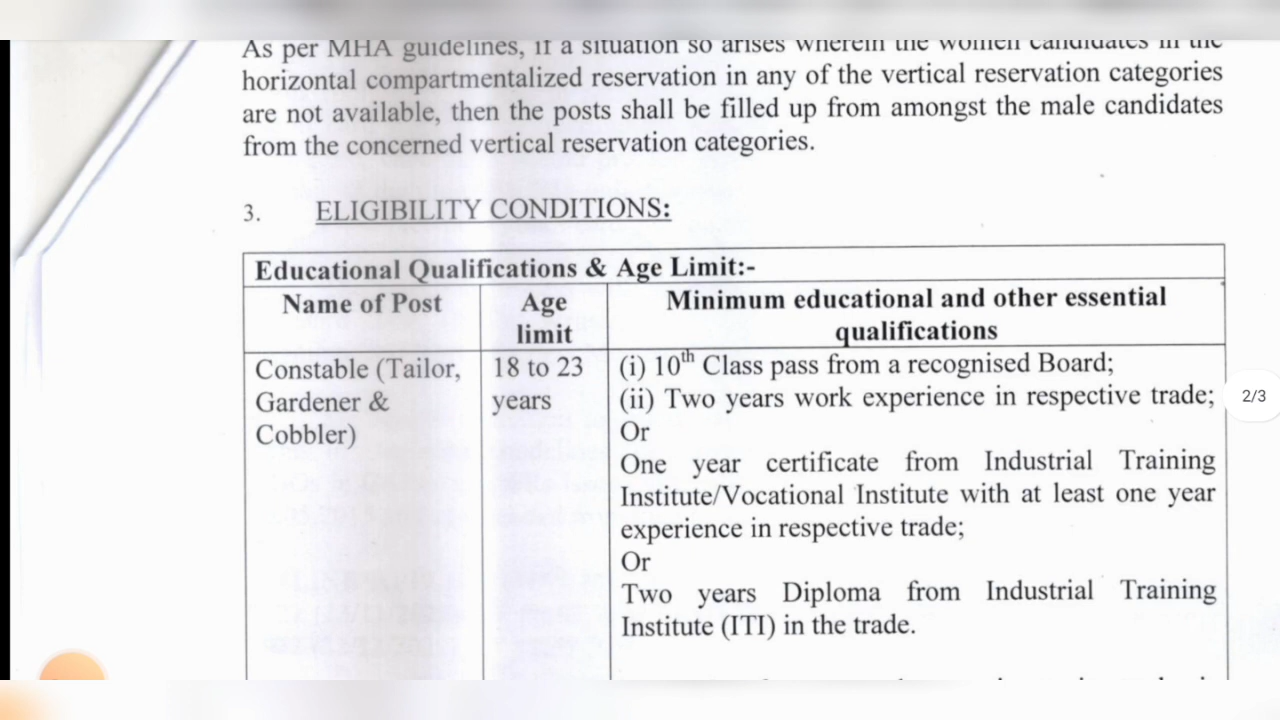 As per MHA guidelines, if a situation so arises wherein the women candidates in the
horizontal compartmentalized reservation in any of the vertical reservation categories
are not available, then the posts shall be filled up from amongst the male candidates
from the concerned vertical reservation categories.
3. ELIGIBILITY CONDITIONS:
Educational Qualifications & Age Limit:-
Name of Post
Age
limit
Minimum educational and other essential
qualifications
Constable (Tailor,
Gardener &
Cobbler)
18 to 23
years
(i) 10th Class pass from a recognised Board;
(ii) Two years work experience in respective trade;
Or
One year certificate from Industrial Training
Institute/Vocational Institute with at least one year
experience in respective trade;
Or
Two years Diploma from Industrial Training
Institute (ITI) in the trade.
2/3